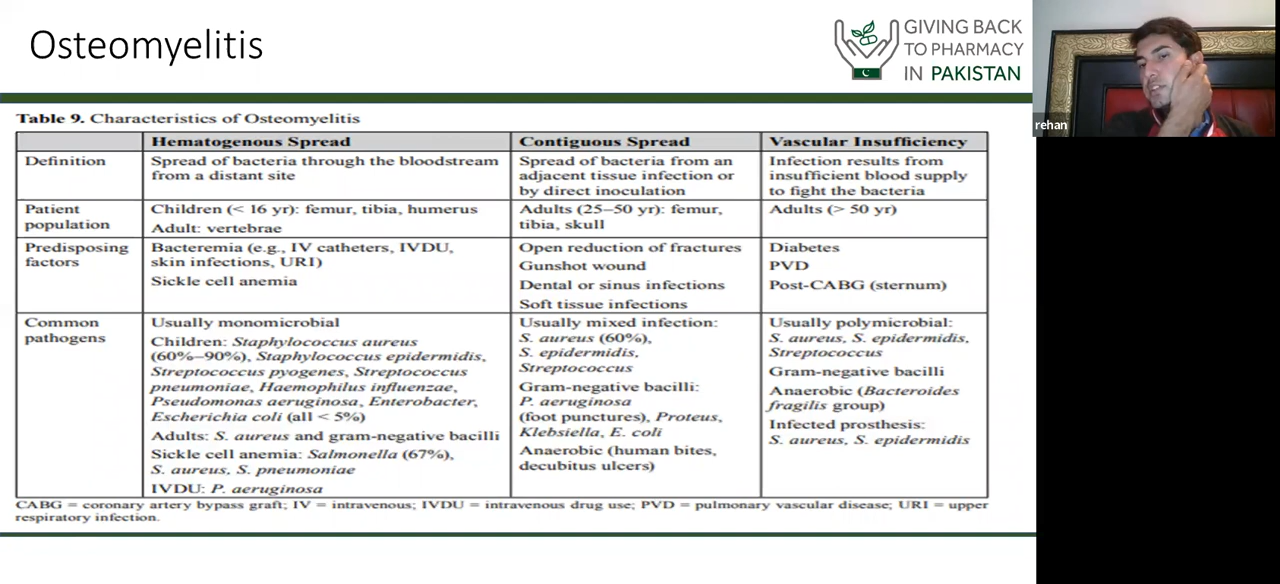 Osteomyelitis
GIVING BACK
TO PHARMACY
IN PAKISTAN
rehan
Table 9. Characteristics of Osteomyelitis
Hematogenous Spread
Contiguous Spread
Vascular Insufficiency
Definition
Spread of bacteria through the bloodstream
from a distant site
Spread of bacteria from an
adjacent tissue infection or
by direct inoculation
Infection results from
insufficient blood supply
to fight the bacteria
Patient
population
Children (< 16 yr): femur, tibia, humerus
Adult: vertebrae
Adults (25–50 yr): femur,
tibia, skull
Adults (> 50 yr)
Predisposing
factors
Bacteremia (e.g., IV catheters, IVDU,
skin infections, URI)
Sickle cell anemia
Open reduction of fractures
Gunshot wound
Dental or sinus infections
Soft tissue infections
Diabetes
PVD
Post-CABG (sternum)
Common
pathogens
Usually monomicrobial
Children: Staphylococcus aureus
(60%–90%), Staphylococcus epidermidis,
Streptococcus pyogenes, Streptococcus
pneumoniae, Haemophilus influenzae,
Pseudomonas aeruginosa, Enterobacter,
Escherichia coli (all < 5%)
Adults: S. aureus and gram-negative bacilli
Sickle cell anemia: Salmonella (67%),
S. aureus, S. pneumoniae
IVDU: P. aeruginosa
Usually mixed infection:
S. aureus (60%),
S. epidermidis,
Streptococcus
Gram-negative bacilli:
P. aeruginosa
(foot punctures), Proteus,
Klebsiella, E. coli
Anaerobic (human bites,
decubitus ulcers)
Usually polymicrobial:
S. aureus, S. epidermidis,
Streptococcus
Gram-negative bacilli
Anaerobic (Bacteroides
fragilis group)
Infected prosthesis:
S. aureus, S. epidermidis
CABG = coronary artery bypass graft; IV = intravenous; IVDU = intravenous drug use; PVD = pulmonary vascular disease; URI = upper
respiratory infection.